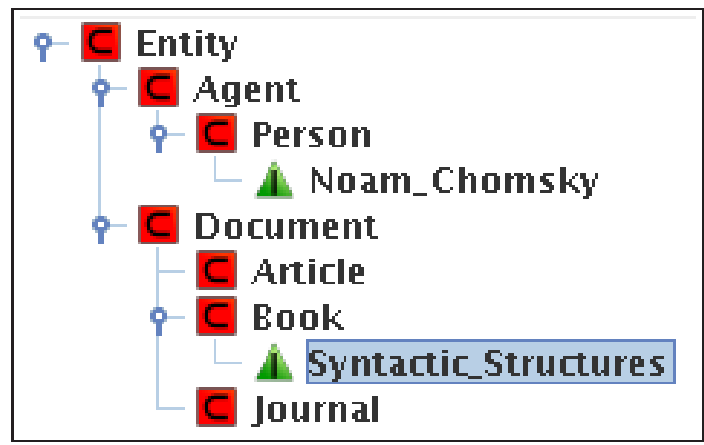 C Entity
C Agent
C Person
Noam_Chomsky
C Document
C Article
C Book
Syntactic_Structures
C Journal